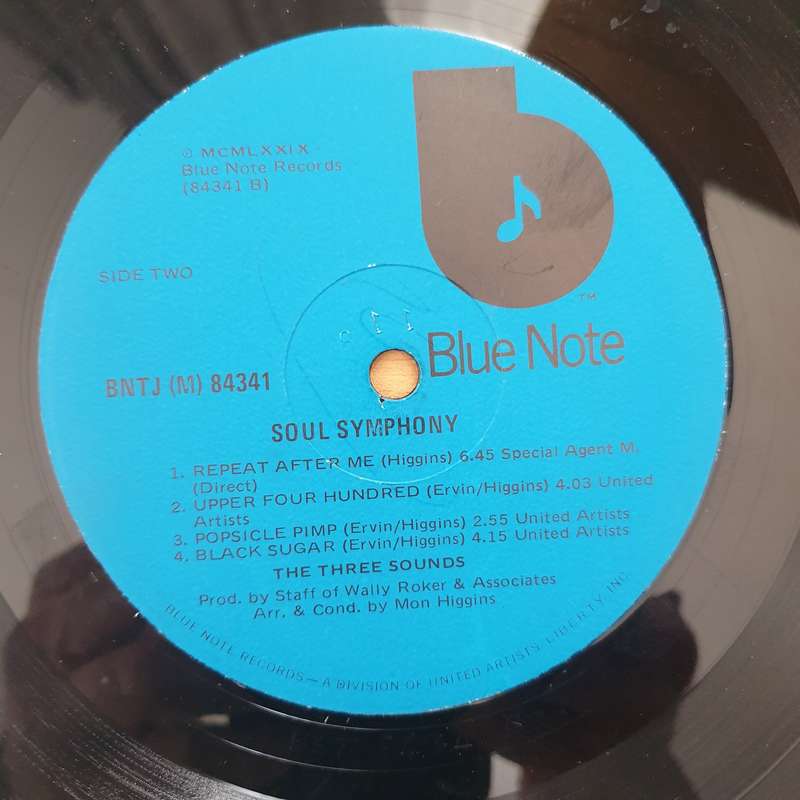 ℗ MCMLXXIX
Blue Note Records
(84341 B)
SIDE TWO
TM
Blue Note
BNTJ (M) 84341
SOUL SYMPHONY
1. REPEAT AFTER ME (Higgins) 6.45 Special Agent M.
(Direct)
2. UPPER FOUR HUNDRED (Ervin/Higgins) 4.03 United
Artists
3. POPSICLE PIMP (Ervin/Higgins) 2.55 United Artists
4. BLACK SUGAR (Ervin/Higgins) 4.15 United Artists
THE THREE SOUNDS
Prod. by Staff of Wally Roker & Associates
Arr. & Cond. by Mon Higgins
BLUE NOTE RECORDS—A DIVISION OF UNITED ARTISTS/LIBERTY, INC.